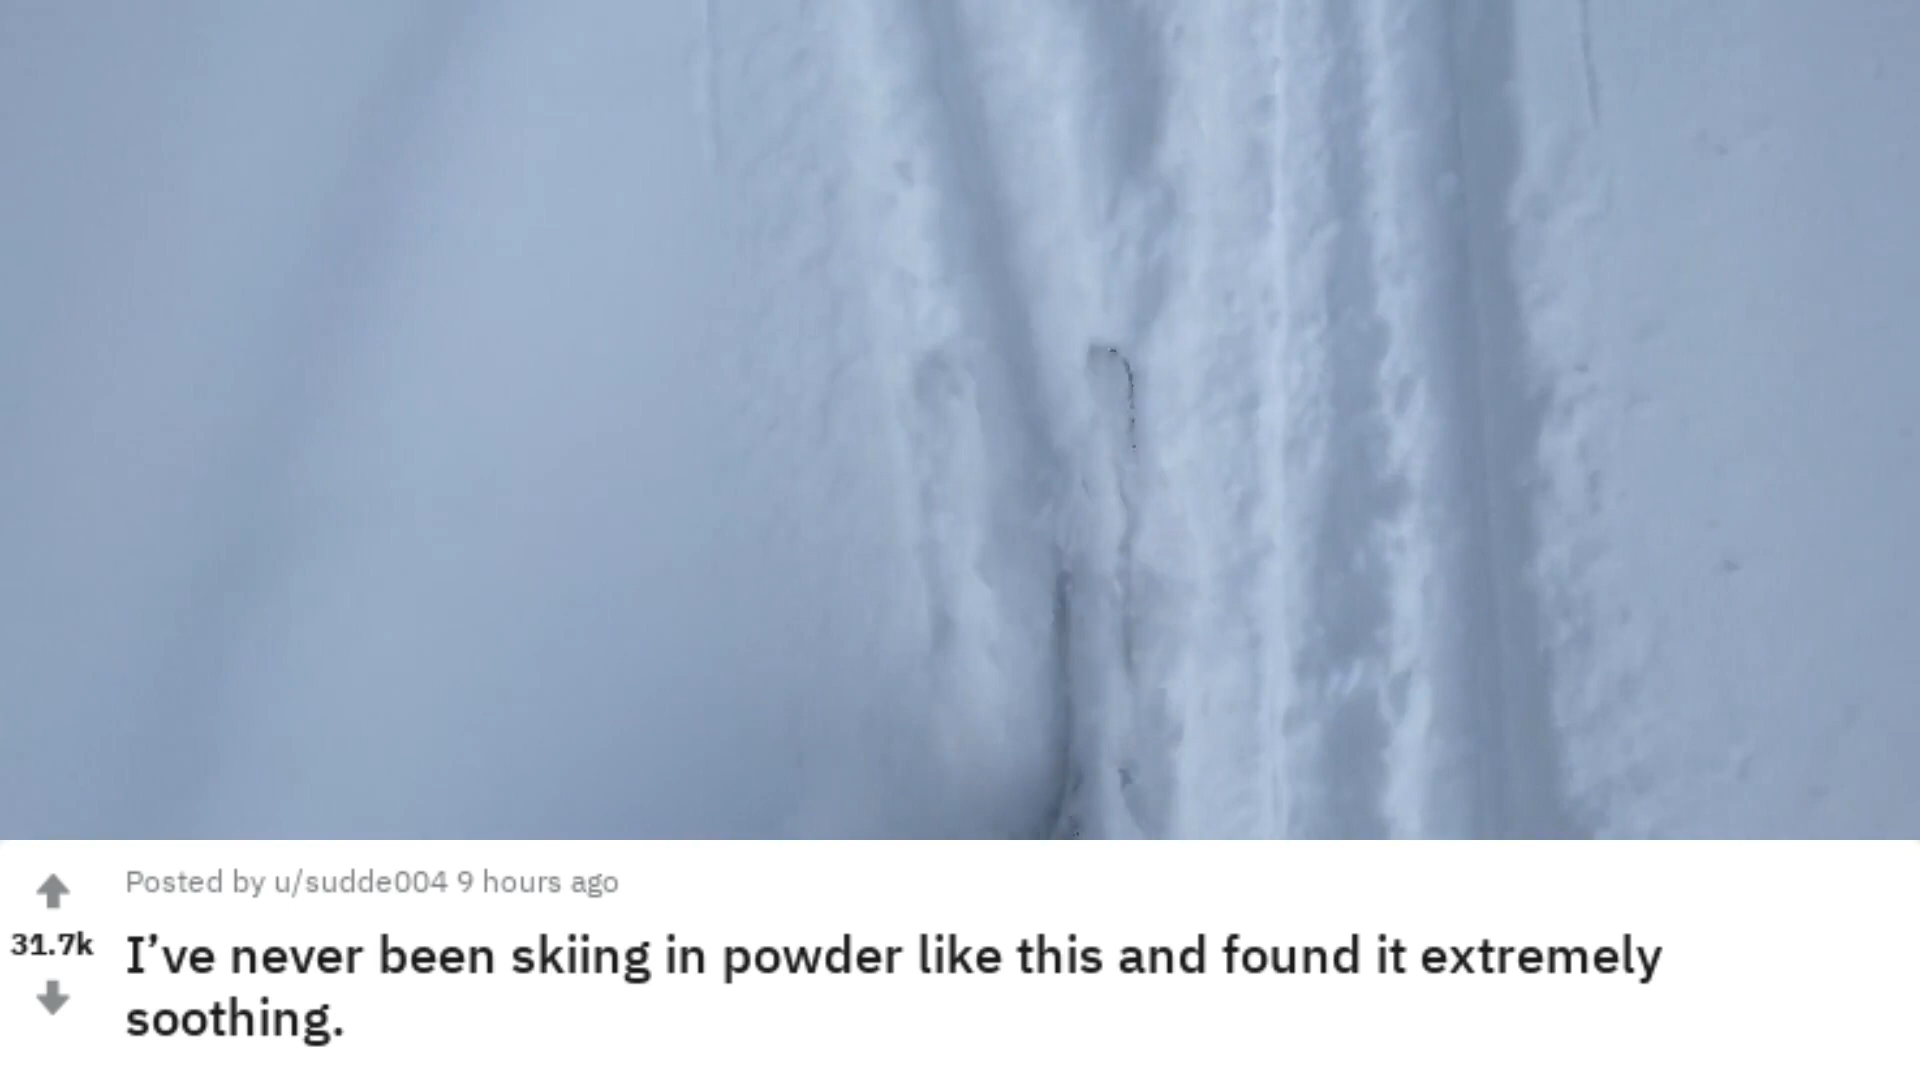 Posted by u/sudde004 9 hours ago
31.7k
I’ve never been skiing in powder like this and found it extremely
soothing.